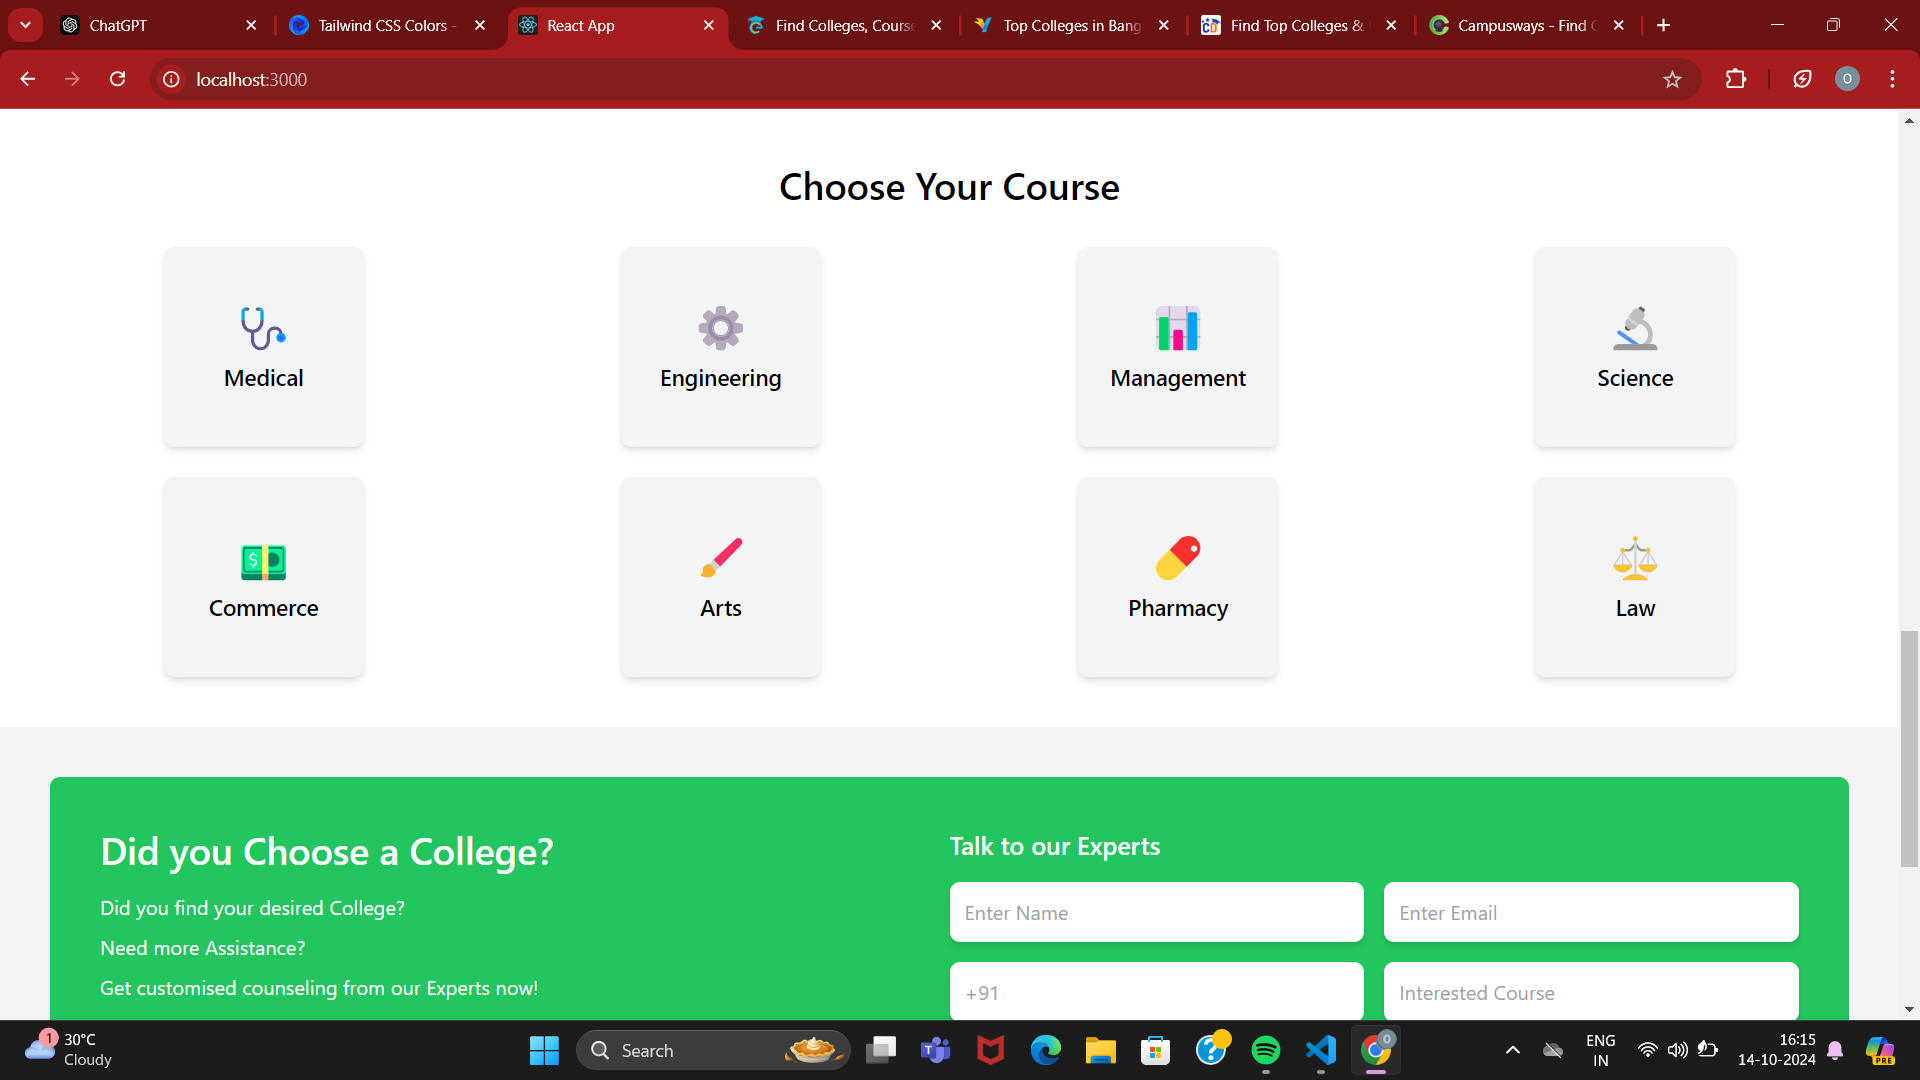 ChatGPT
Tailwind CSS Colors -
React App
Find Colleges, Course
Top Colleges in Bang
Find Top Colleges &
Campusways - Find C
localhost:3000
O
Choose Your Course
Medical
Engineering
Management
Science
Commerce
Arts
Pharmacy
Law
Did you Choose a College?
Did you find your desired College?
Need more Assistance?
Get customised counseling from our Experts now!
Talk to our Experts
Enter Name
Enter Email
+91
Interested Course
1
30°C
Cloudy
Search
ENG
IN
16:15
14-10-2024
PRE